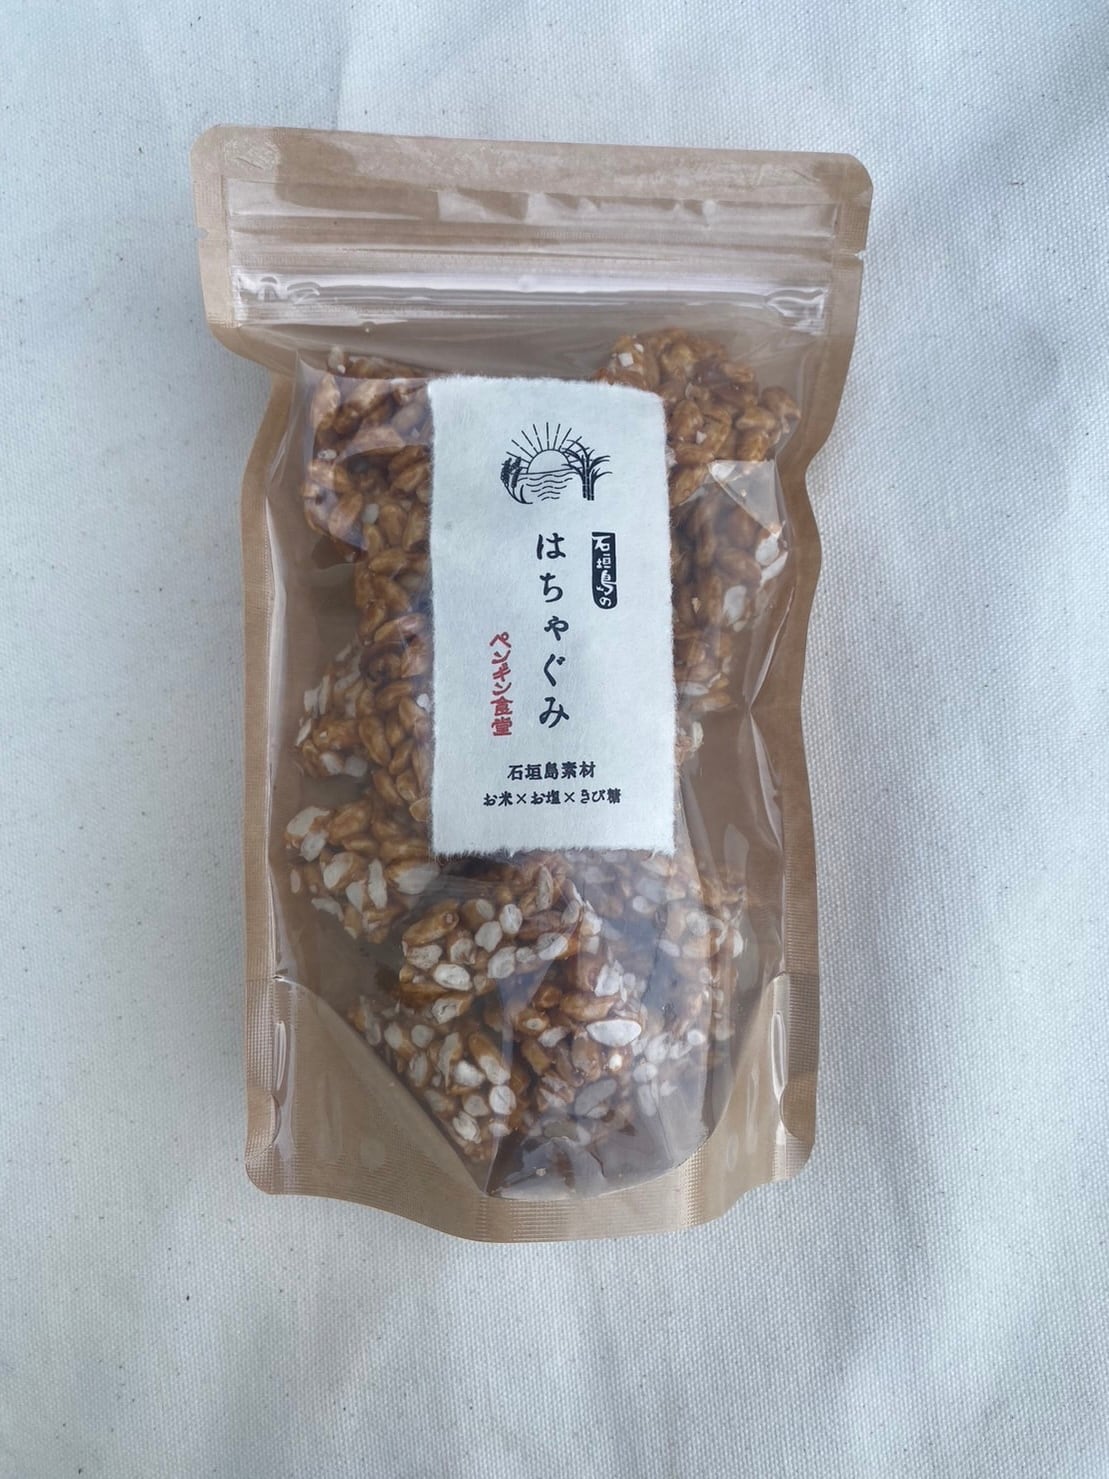 石垣島の
はちゃぐみ
ペンギン食堂
石垣島素材
お米×お塩×きび糖